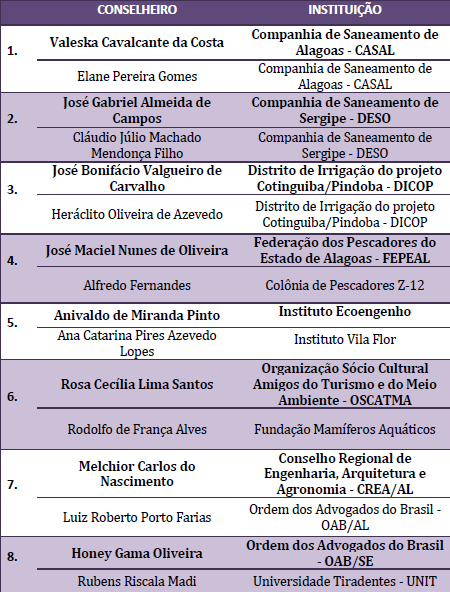 CONSELHEIRO INSTITUIÇÃO
1.
Valeska Cavalcante da Costa
Companhia de Saneamento de
Alagoas - CASAL
Elane Pereira Gomes
Companhia de Saneamento de
Alagoas - CASAL
2.
José Gabriel Almeida de
Campos
Companhia de Saneamento de
Sergipe - DESO
Cláudio Júlio Machado
Mendonça Filho
Companhia de Saneamento de
Sergipe - DESO
3.
José Bonifácio Valgueiro de
Carvalho
Distrito de Irrigação do projeto
Cotinguiba/Pindoba - DICOP
Heráclito Oliveira de Azevedo
Distrito de Irrigação do projeto
Cotinguiba/Pindoba - DICOP
4.
José Maciel Nunes de Oliveira
Federação dos Pescadores do
Estado de Alagoas - FEPEAL
Alfredo Fernandes
Colônia de Pescadores Z-12
5.
Anivaldo de Miranda Pinto
Instituto Ecoengenho
Ana Catarina Pires Azevedo
Lopes
Instituto Vila Flor
6.
Rosa Cecília Lima Santos
Organização Sócio Cultural
Amigos do Turismo e do Meio
Ambiente - OSCATMA
Rodolfo de França Alves
Fundação Mamíferos Aquáticos
7.
Melchior Carlos do
Nascimento
Conselho Regional de
Engenharia, Arquitetura e
Agronomia - CREA/AL
Luiz Roberto Porto Farias
Ordem dos Advogados do Brasil -
OAB/AL
8.
Honey Gama Oliveira
Ordem dos Advogados do Brasil
- OAB/SE
Rubens Riscala Madi
Universidade Tiradentes - UNIT